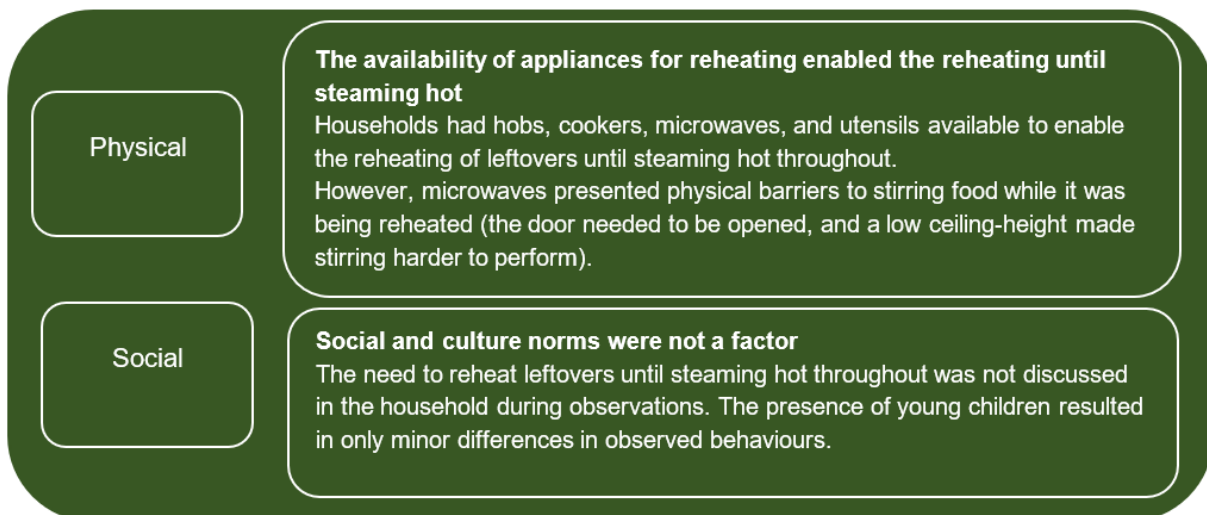 Physical
The availability of appliances for reheating enabled the reheating until
steaming hot
Households had hobs, cookers, microwaves, and utensils available to enable
the reheating of leftovers until steaming hot throughout.
However, microwaves presented physical barriers to stirring food while it was
being reheated (the door needed to be opened, and a low ceiling-height made
stirring harder to perform).
Social
Social and culture norms were not a factor
The need to reheat leftovers until steaming hot throughout was not discussed
in the household during observations. The presence of young children resulted
in only minor differences in observed behaviours.